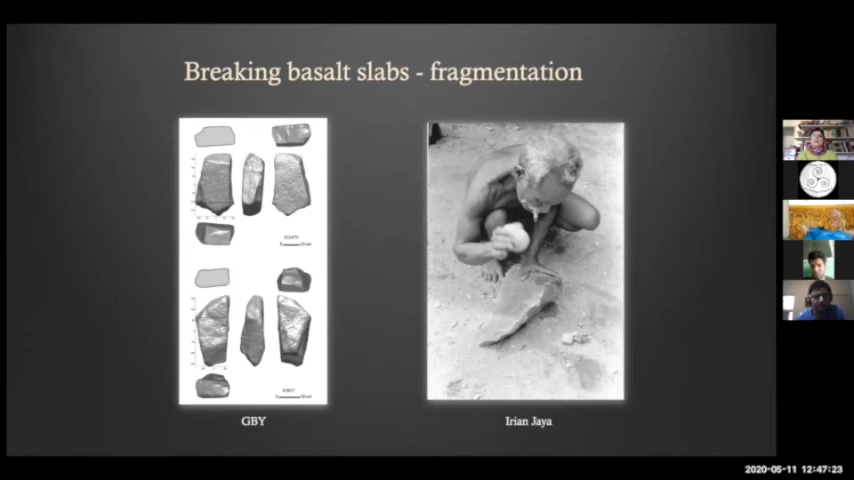 Breaking basalt slabs - fragmentation
GBY
Irian Jaya
2020-05-11 12:47:23